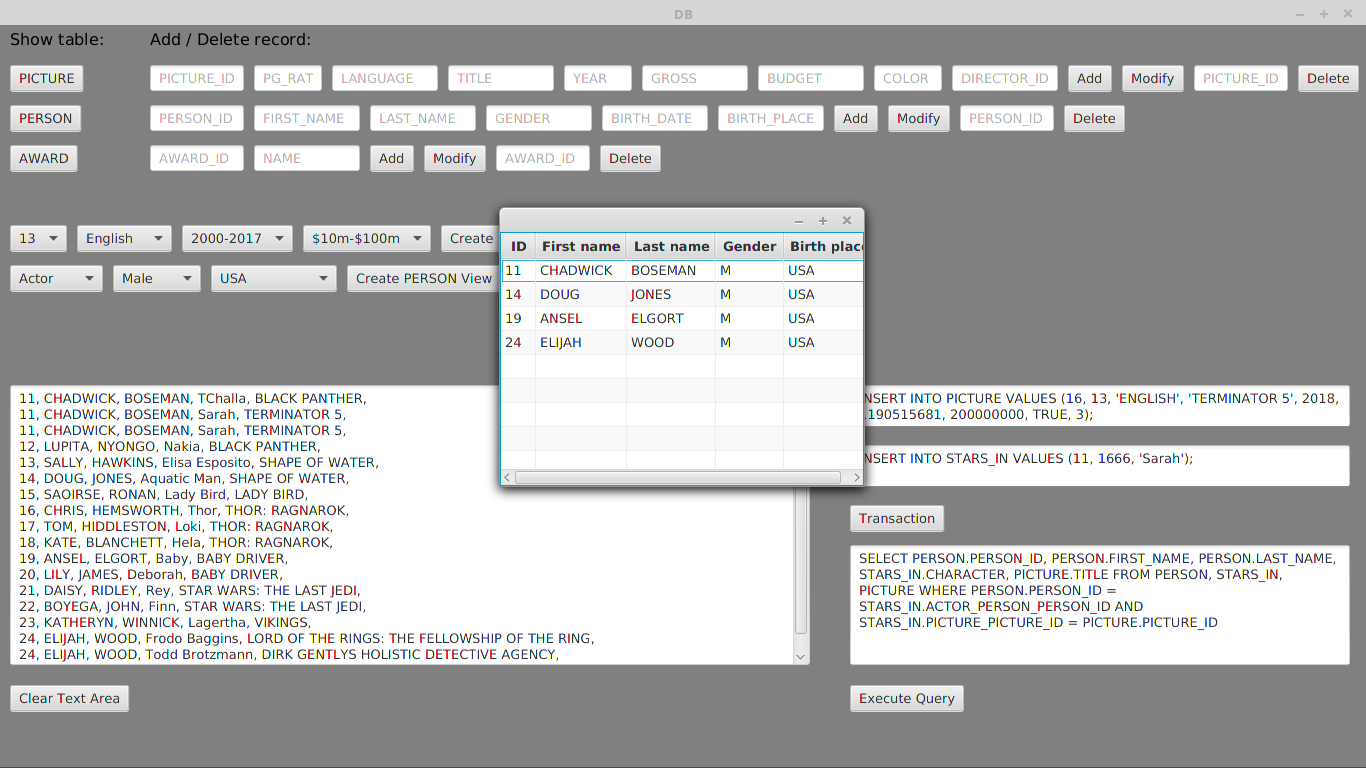 DB
Show table: Add / Delete record:
PICTURE PICTURE_ID PG_RAT LANGUAGE TITLE YEAR GROSS BUDGET COLOR DIRECTOR_ID Add Modify PICTURE_ID Delete
PERSON PERSON_ID FIRST_NAME LAST_NAME GENDER BIRTH_DATE BIRTH_PLACE Add Modify PERSON_ID Delete
AWARD AWARD_ID NAME Add Modify AWARD_ID Delete
13 English 2000-2017 $10m-$100m Create
Actor Male USA Create PERSON View
ID First name Last name Gender Birth place
11 CHADWICK BOSEMAN M USA
14 DOUG JONES M USA
19 ANSEL ELGORT M USA
24 ELIJAH WOOD M USA
11, CHADWICK, BOSEMAN, TChalla, BLACK PANTHER,
11, CHADWICK, BOSEMAN, Sarah, TERMINATOR 5,
11, CHADWICK, BOSEMAN, Sarah, TERMINATOR 5,
12, LUPITA, NYONGO, Nakia, BLACK PANTHER,
13, SALLY, HAWKINS, Elisa Esposito, SHAPE OF WATER,
14, DOUG, JONES, Aquatic Man, SHAPE OF WATER,
15, SAOIRSE, RONAN, Lady Bird, LADY BIRD,
16, CHRIS, HEMSWORTH, Thor, THOR: RAGNAROK,
17, TOM, HIDDLESTON, Loki, THOR: RAGNAROK,
18, KATE, BLANCHETT, Hela, THOR: RAGNAROK,
19, ANSEL, ELGORT, Baby, BABY DRIVER,
20, LILY, JAMES, Deborah, BABY DRIVER,
21, DAISY, RIDLEY, Rey, STAR WARS: THE LAST JEDI,
22, BOYEGA, JOHN, Finn, STAR WARS: THE LAST JEDI,
23, KATHERYN, WINNICK, Lagertha, VIKINGS,
24, ELIJAH, WOOD, Frodo Baggins, LORD OF THE RINGS: THE FELLOWSHIP OF THE RING,
24, ELIJAH, WOOD, Todd Brotzmann, DIRK GENTLYS HOLISTIC DETECTIVE AGENCY,
Clear Text Area
NSERT INTO PICTURE VALUES (16, 13, 'ENGLISH', 'TERMINATOR 5', 2018,
190515681, 200000000, TRUE, 3);
NSERT INTO STARS_IN VALUES (11, 1666, 'Sarah');
Transaction
SELECT PERSON.PERSON_ID, PERSON.FIRST_NAME, PERSON.LAST_NAME,
STARS_IN.CHARACTER, PICTURE.TITLE FROM PERSON, STARS_IN,
PICTURE WHERE PERSON.PERSON_ID =
STARS_IN.ACTOR_PERSON_PERSON_ID AND
STARS_IN.PICTURE_PICTURE_ID = PICTURE.PICTURE_ID
Execute Query